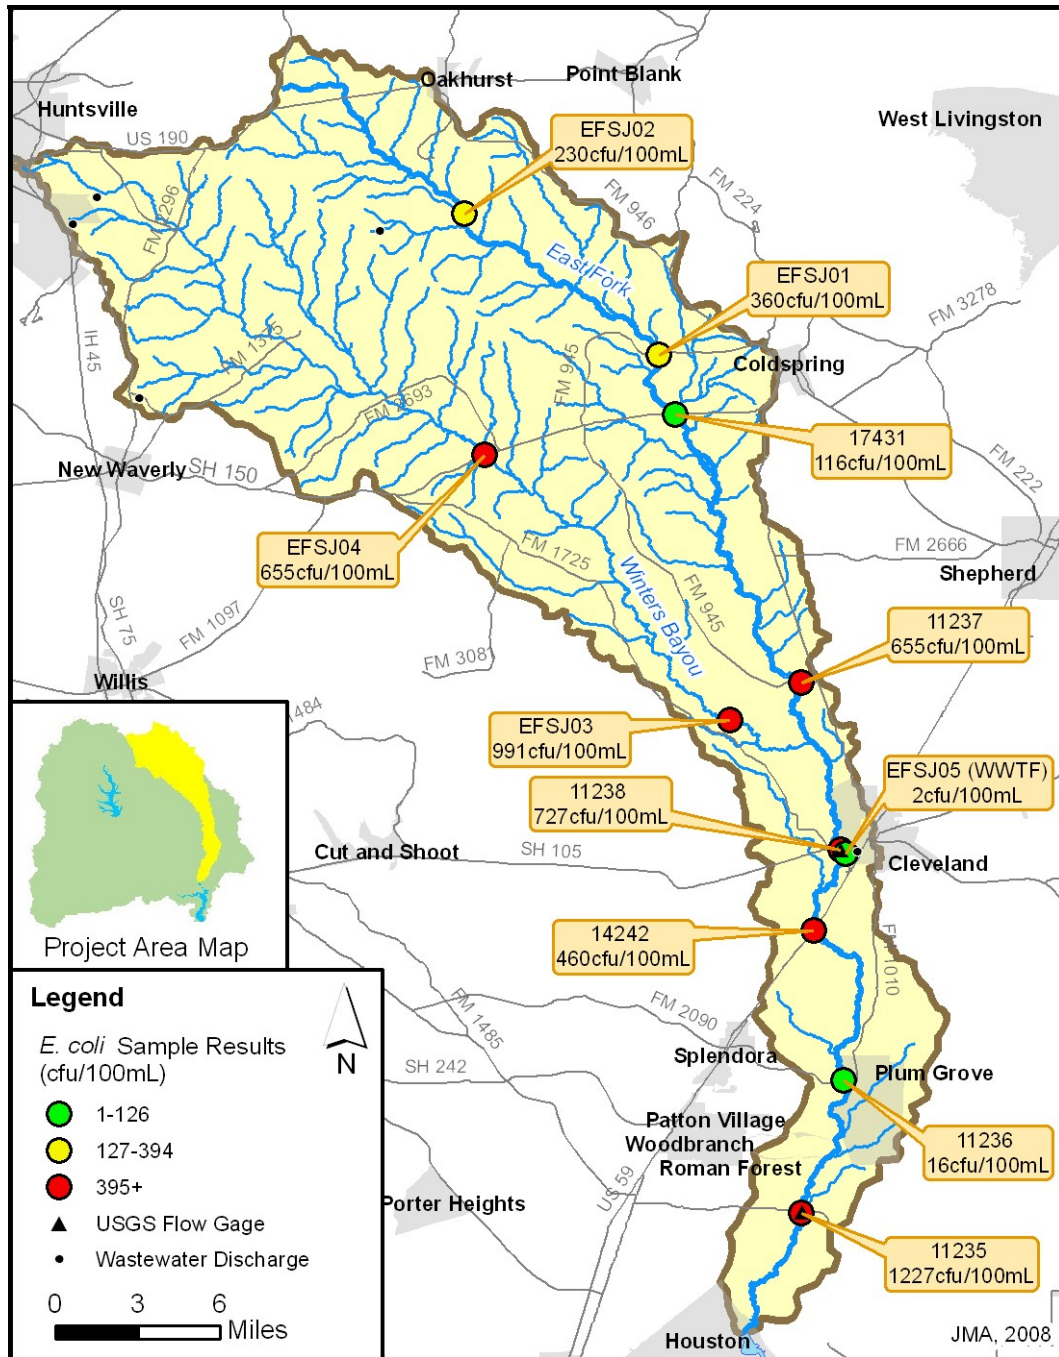 Oakhurst
Point Blank
Huntsville
West Livingston
US 190
EFSJ02
230cfu/100mL
FM 224
FM 946
FM 2296
East Fork
EFSJ01
360cfu/100mL
FM 3278
IH 45
FM 1375
FM 945
Coldspring
FM 2693
17431
116cfu/100mL
New Waverly
SH 150
FM 222
EFSJ04
655cfu/100mL
FM 1725
FM 2666
Shepherd
Winters Bayou
FM 945
SH 75
FM 1097
FM 3081
11237
655cfu/100mL
Willis
1484
EFSJ03
991cfu/100mL
EFSJ05 (WWTF)
2cfu/100mL
11238
727cfu/100mL
Cut and Shoot
SH 105
Cleveland
Project Area Map
14242
460cfu/100mL
FM 1010
FM 1485
FM 2090
Splendora
Plum Grove
SH 242
Patton Village
Woodbranch
Roman Forest
11236
16cfu/100mL
US 59
Porter Heights
11235
1227cfu/100mL
Houston
JMA, 2008
Legend
E. coli Sample Results
(cfu/100mL)
1-126
127-394
395+
USGS Flow Gage
Wastewater Discharge
0 3 6
Miles
N